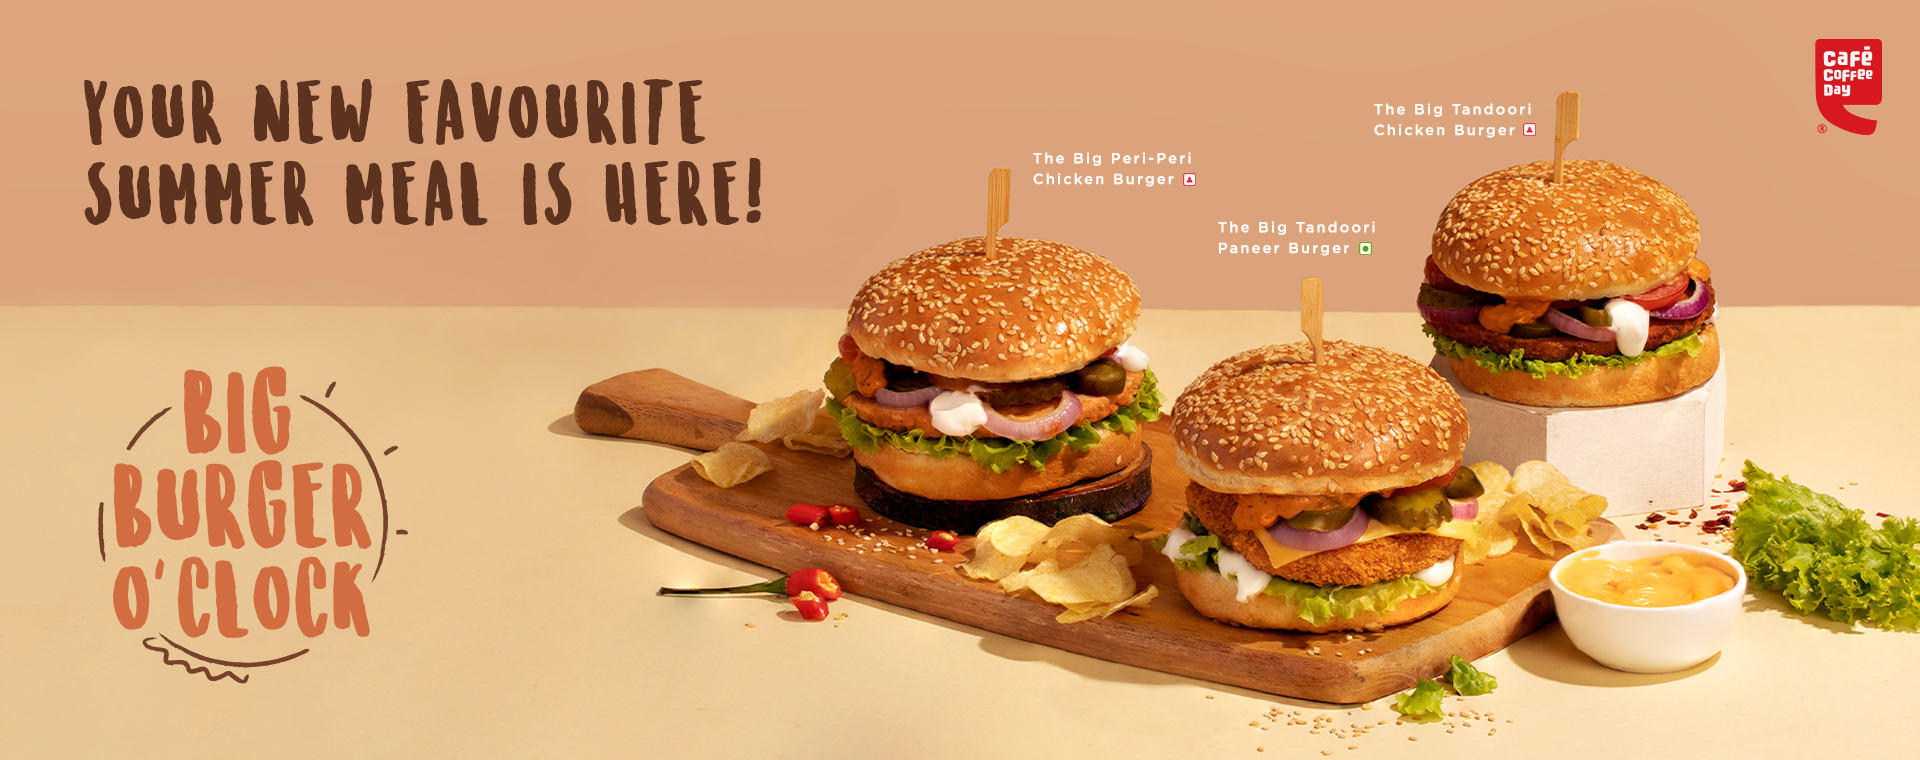 YOUR NEW FAVOURITE
SUMMER MEAL IS HERE!
BIG
BURGER
O'CLOCK
The Big Peri-Peri
Chicken Burger
The Big Tandoori
Paneer Burger
The Big Tandoori
Chicken Burger
Café
Coffee
Day
®